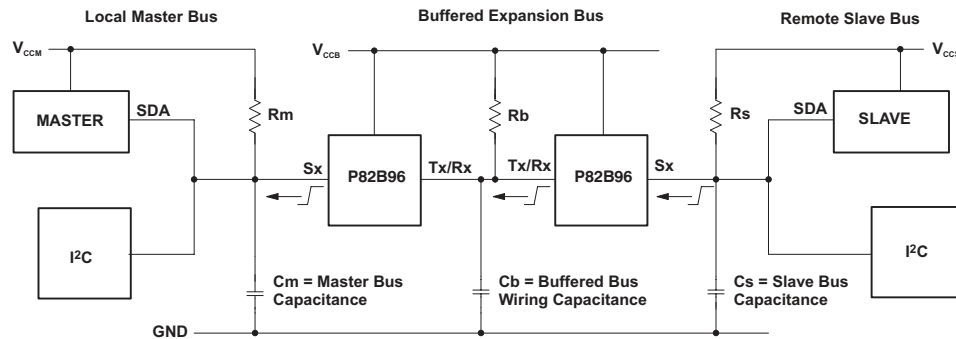 Local Master Bus
Buffered Expansion Bus
Remote Slave Bus
VCCM
VCCB
VCCS
MASTER
SDA
Rm
Rb
Rs
SDA
SLAVE
Sx
P82B96
Tx/Rx
Tx/Rx
P82B96
Sx
I²C
I²C
Cm = Master Bus
Capacitance
Cb = Buffered Bus
Wiring Capacitance
Cs = Slave Bus
Capacitance
GND